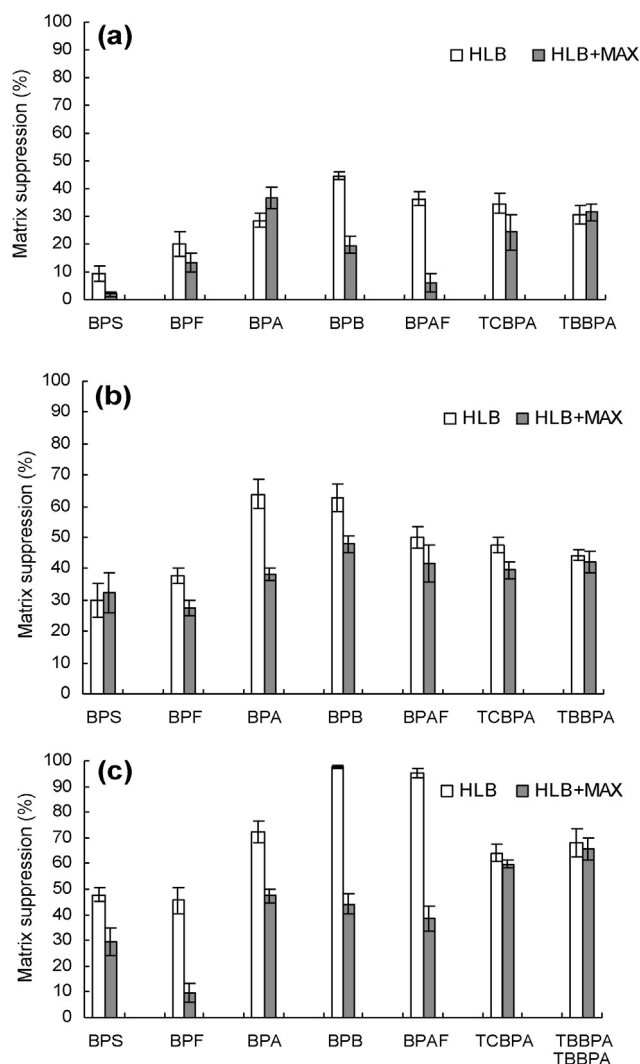 (a)
HLB HLB+MAX
Matrix suppression (%)
100
90
80
70
60
50
40
30
20
10
0
BPS BPF BPA BPB BPAF TCBPA TBBPA
(b)
HLB HLB+MAX
Matrix suppression (%)
100
90
80
70
60
50
40
30
20
10
0
BPS BPF BPA BPB BPAF TCBPA TBBPA
(c)
HLB HLB+MAX
Matrix suppression (%)
100
90
80
70
60
50
40
30
20
10
0
BPS BPF BPA BPB BPAF TCBPA TBBPA
TBBPA